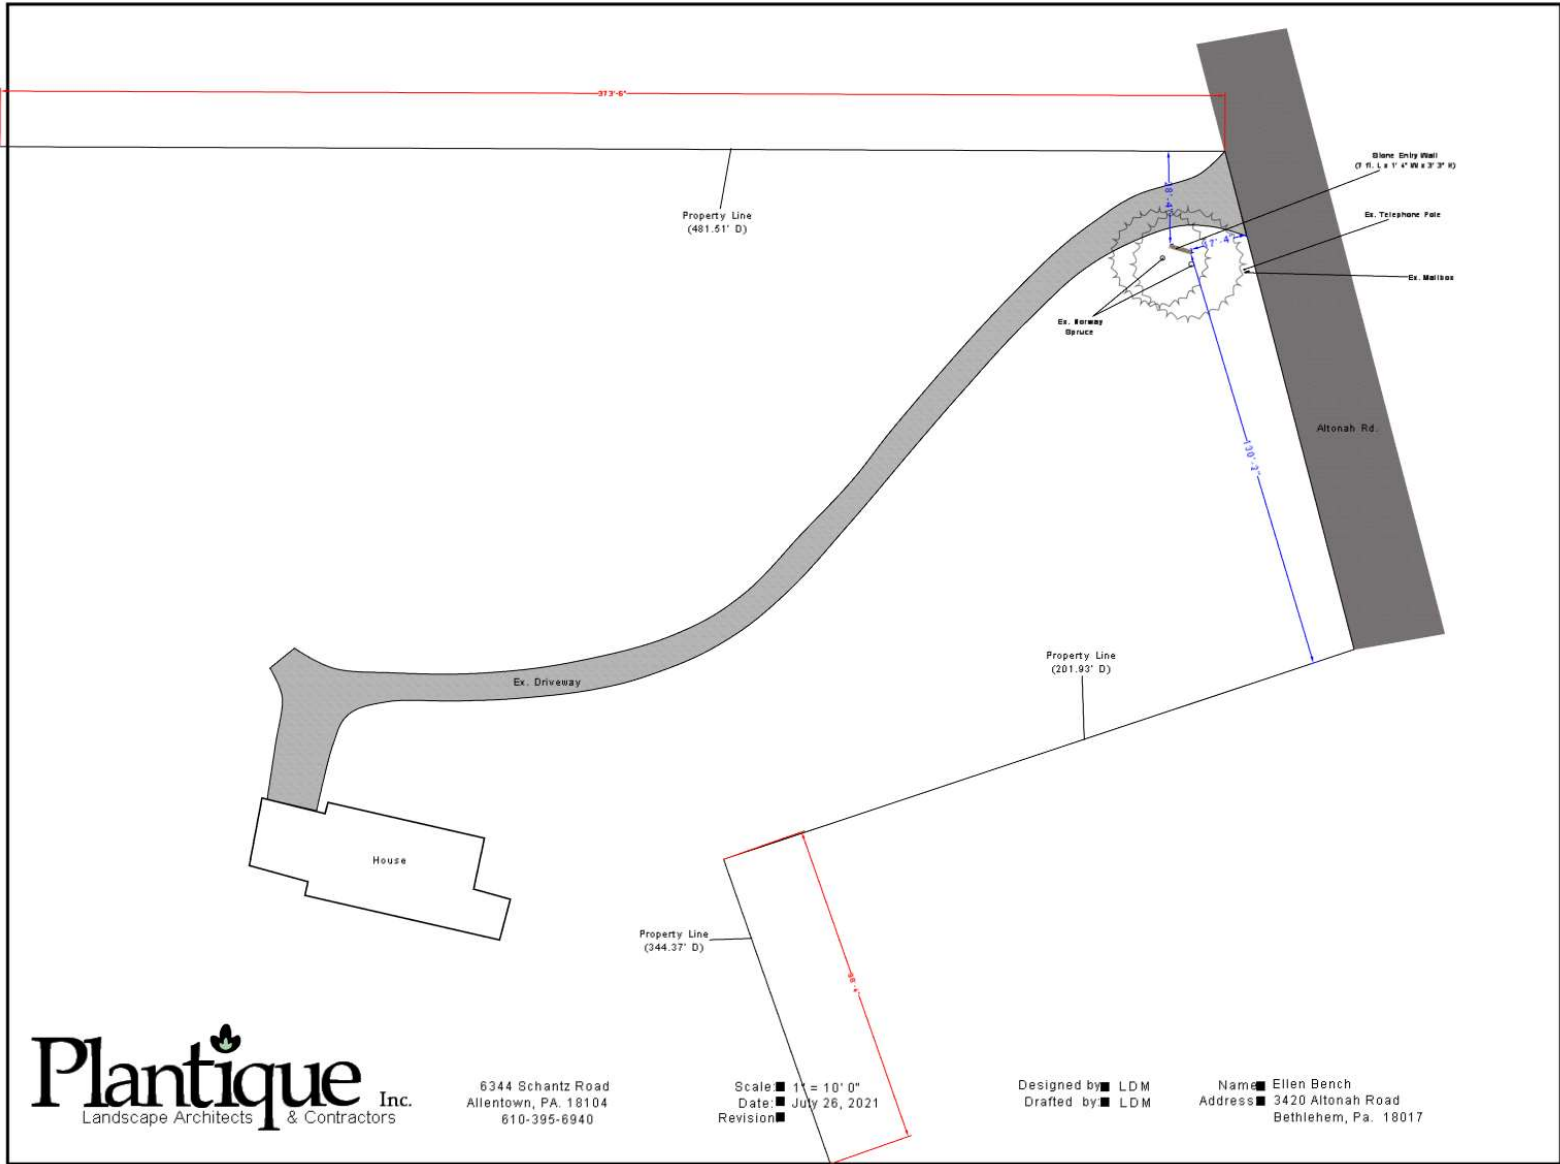 373'-6"
Stone Entry Wall
Property Line
(481.51' D)
Ex. Telephone Pole
17'-4"
Ex. Mailbox
Ex. Norway
Spruce
Altonah Rd.
130'-2"
Property Line
(201.93' D)
Ex. Driveway
House
Property Line
(344.37' D)
Plantique Inc.
Landscape Architects & Contractors
6344 Schantz Road
Allentown, PA. 18104
610-395-6940
Scale: 1" = 10' 0"
Date: July 26, 2021
Revision
Designed by LDM
Drafted by: LDM
Name Ellen Bench
Address 3420 Altonah Road
Bethlehem, Pa. 18017